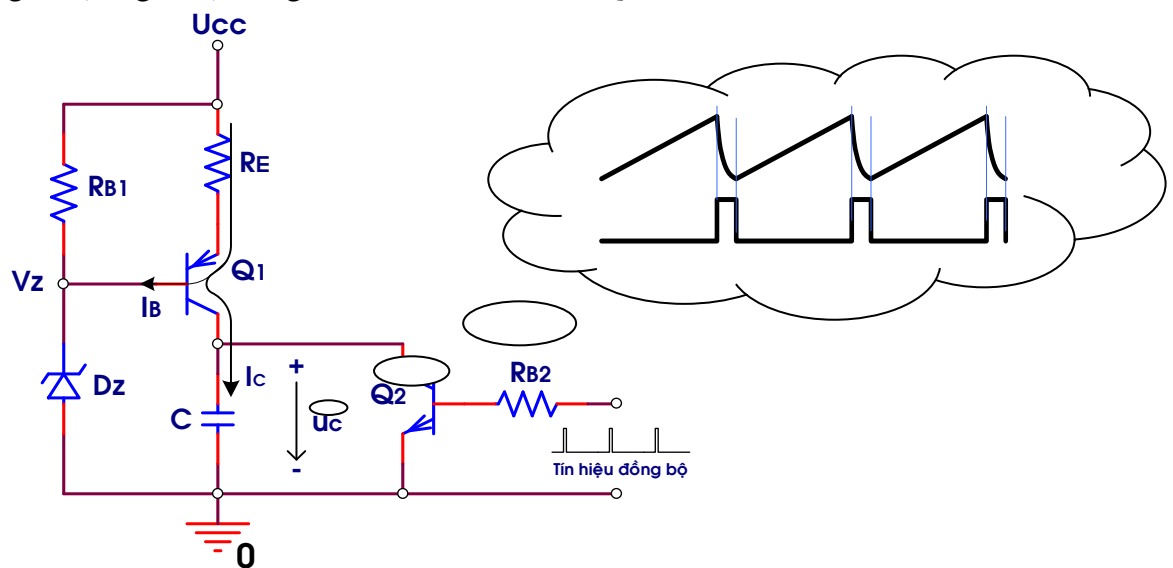 Ucc
RE
RB1
Q1
Vz
IB
Dz
IC
+
C
uc
-
Q2
RB2
Tín hiệu đồng bộ
0